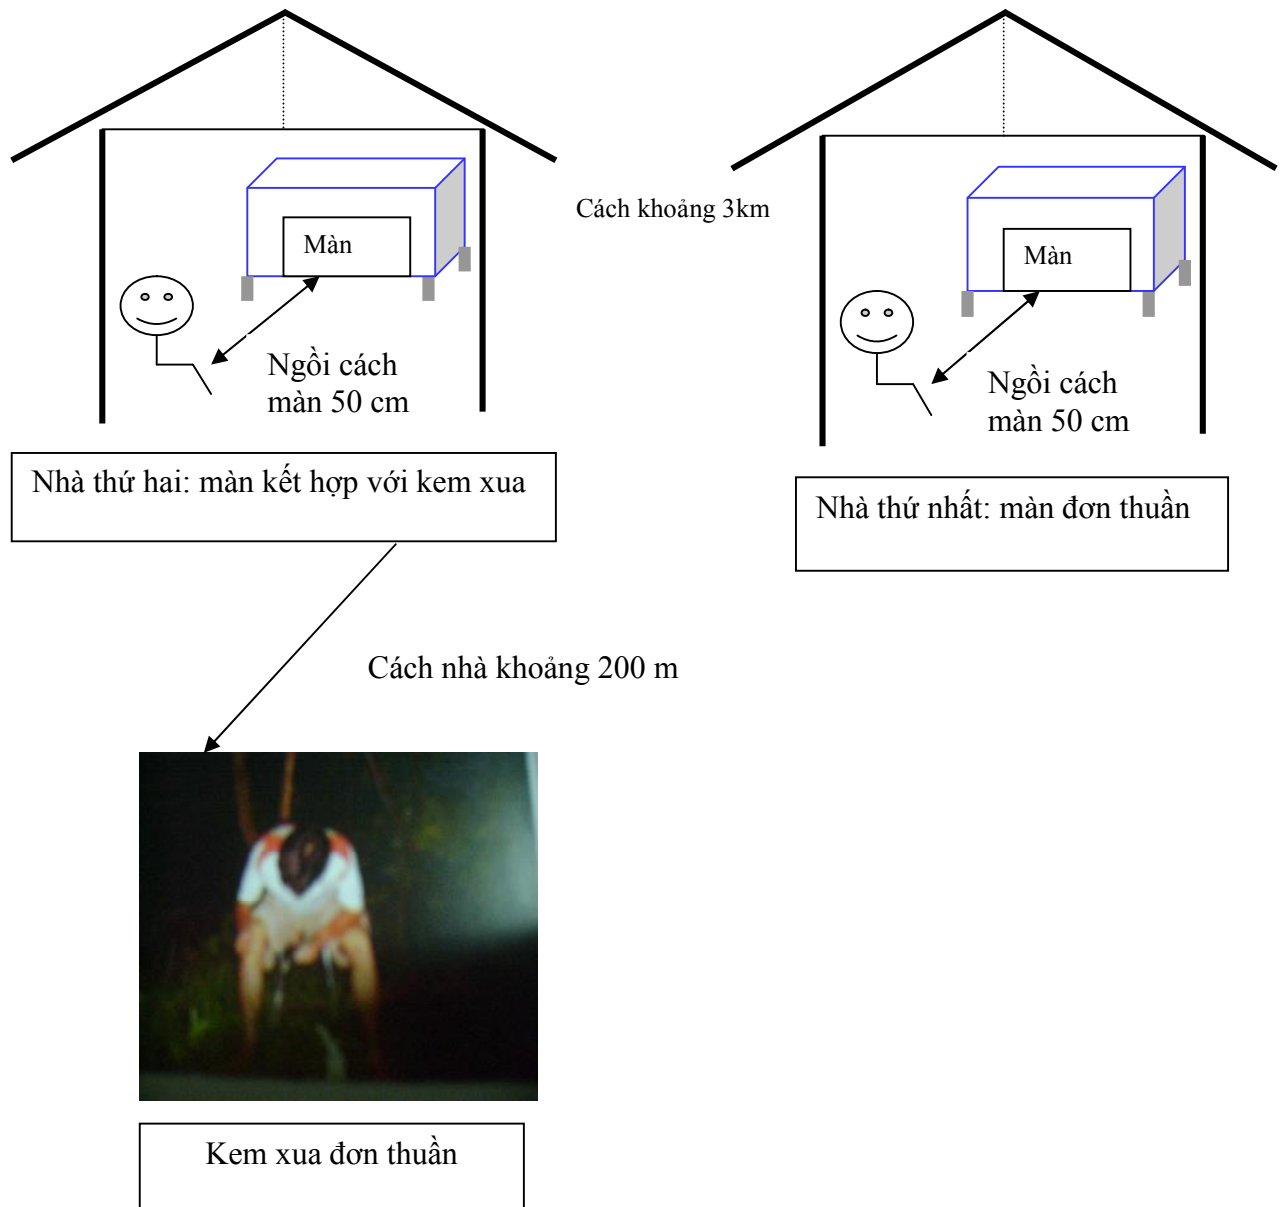 Cách khoảng 3km
Màn
Màn
Ngồi cách
màn 50 cm
Ngồi cách
màn 50 cm
Nhà thứ hai: màn kết hợp với kem xua
Nhà thứ nhất: màn đơn thuần
Cách nhà khoảng 200 m
Kem xua đơn thuần